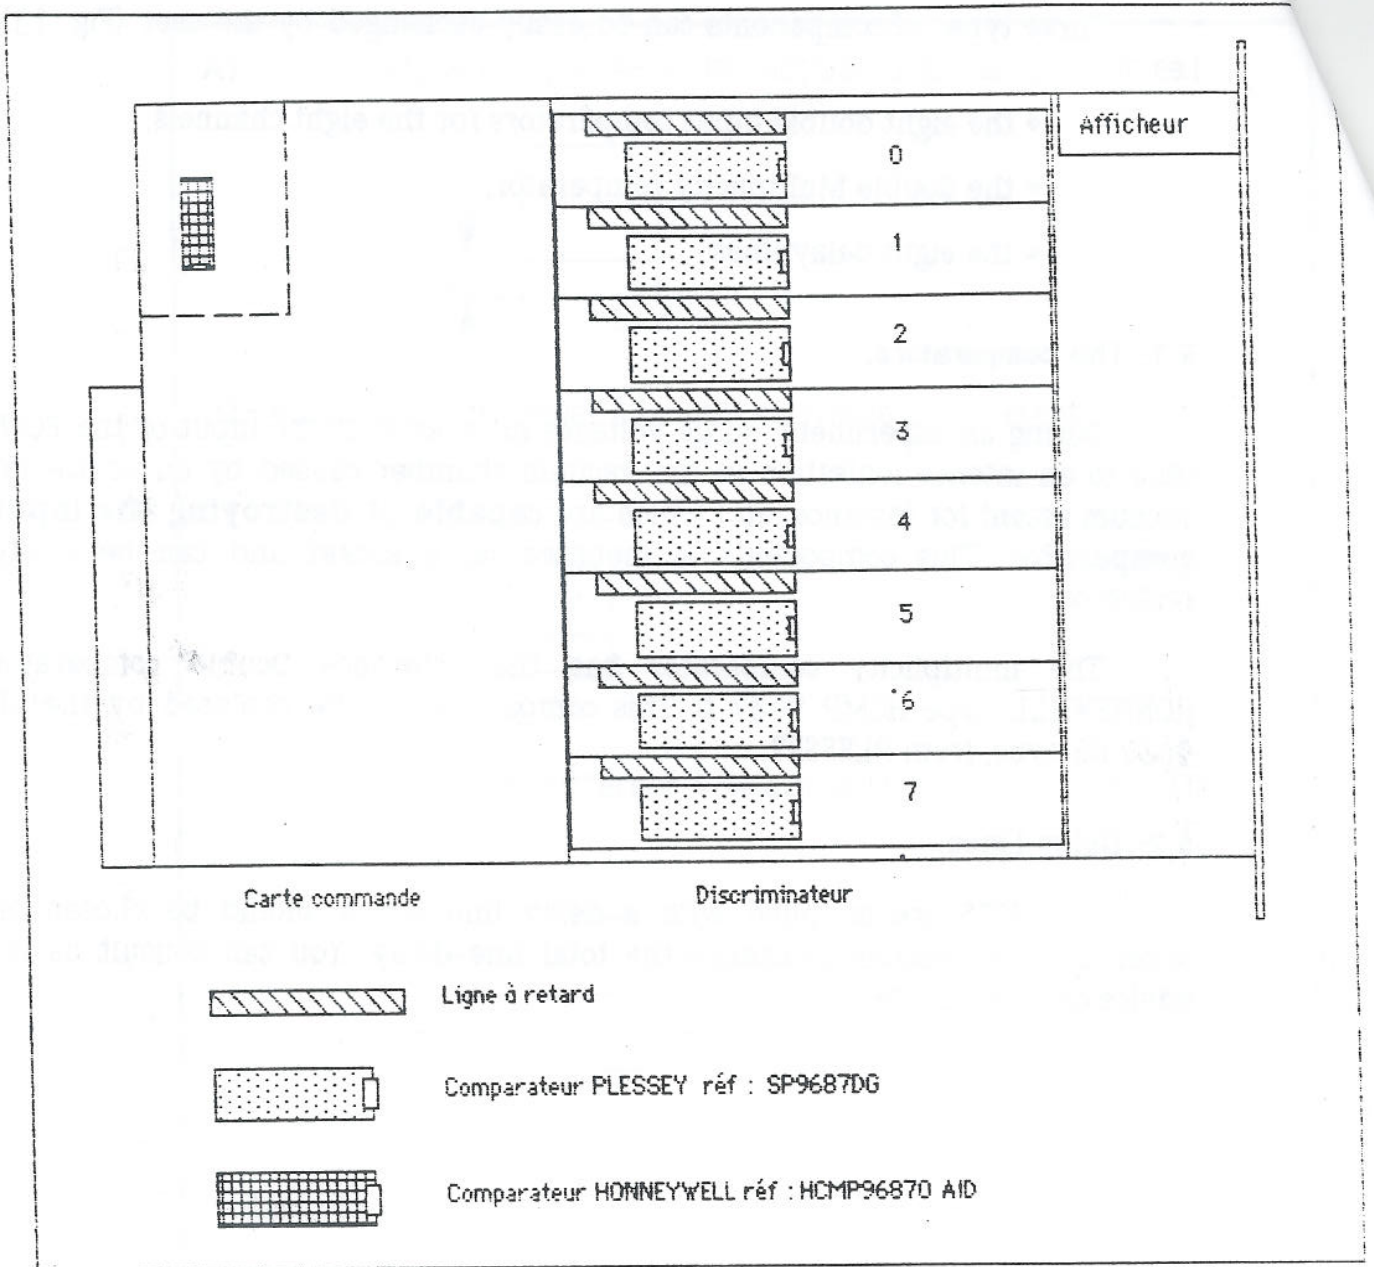 Afficheur
0
1
2
3
4
5
6
7
Carte commande
Discriminateur
Ligne à retard
Comparateur PLESSEY réf : SP9687DG
Comparateur HONNEYWELL réf : HCMP96870 AID